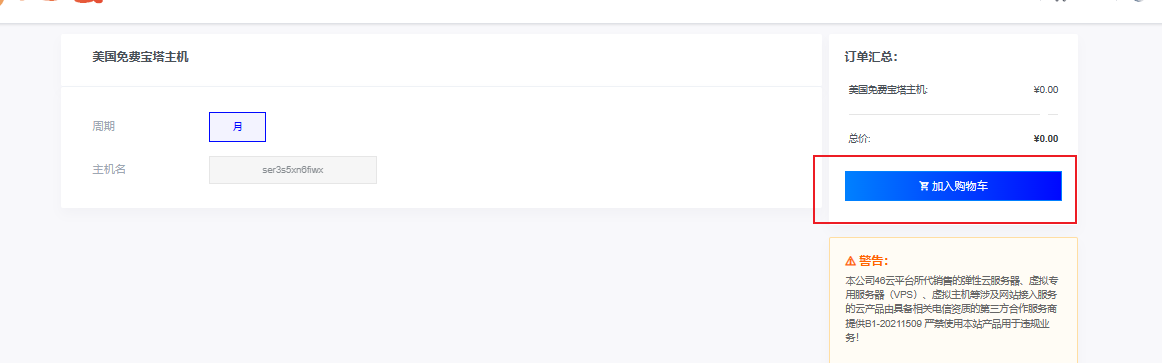 美国免费宝塔主机
周期
月
主机名
ser3s5xn6fiwx
订单汇总：
美国免费宝塔主机:
¥0.00
总价:
¥0.00
加入购物车
警告：
本公司46云平台所代销售的弹性云服务器、虚拟专
用服务器（VPS）、虚拟主机等涉及网站接入服务
的云产品由具备相关电信资质的第三方合作服务商
提供B1-20211509 严禁使用本站产品用于违规业
务！